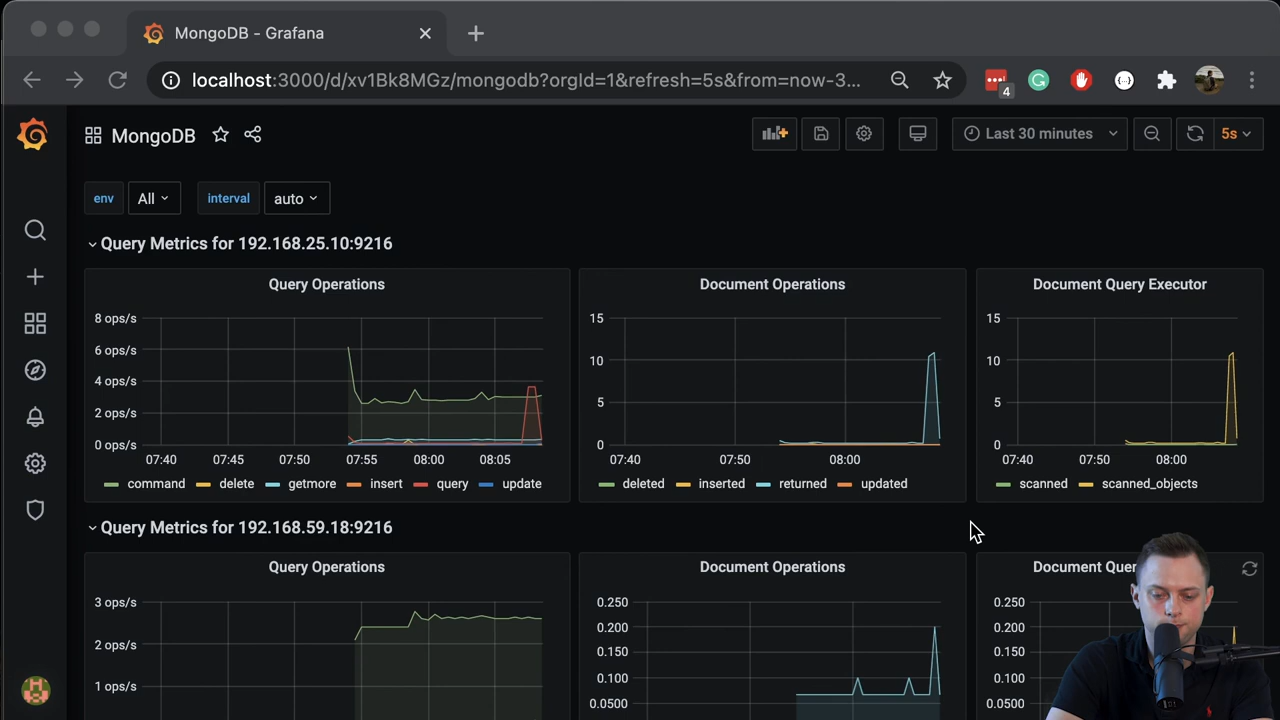 MongoDB - Grafana
localhost:3000/d/xv1Bk8MGz/mongodb?orgId=1&refresh=5s&from=now-3...
4
MongoDB
Last 30 minutes
5s
env
All
interval
auto
Query Metrics for 192.168.25.10:9216
Query Operations
8 ops/s
6 ops/s
4 ops/s
2 ops/s
0 ops/s
07:40 07:45 07:50 07:55 08:00 08:05
command delete getmore insert query update
Document Operations
15
10
5
0
07:40 07:50 08:00
deleted inserted returned updated
Document Query Executor
15
10
5
0
07:40 07:50 08:00
scanned scanned_objects
Query Metrics for 192.168.59.18:9216
Query Operations
3 ops/s
2 ops/s
1 ops/s
Document Operations
0.250
0.200
0.150
0.100
0.0500
Document Quer
0.250
0.200
0.150
0.100
0.0500